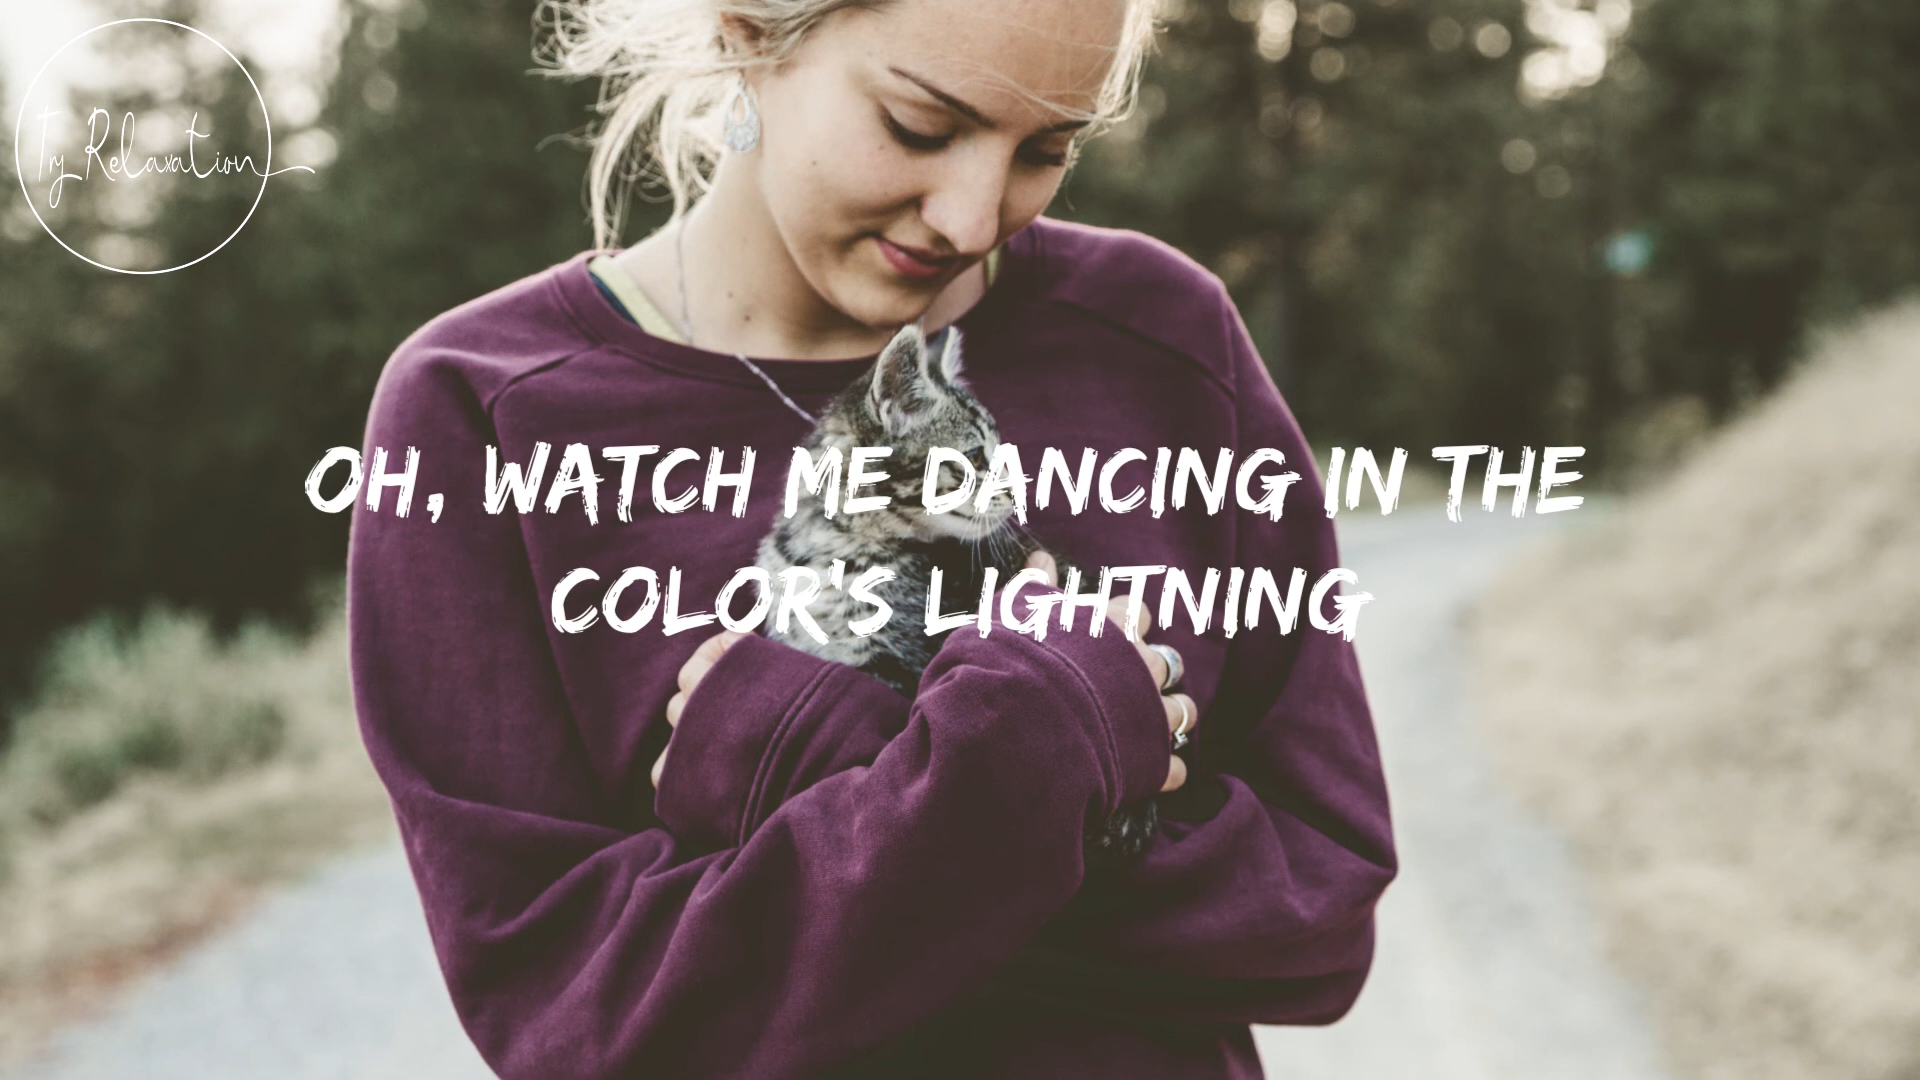 Try Relaxation
OH, WATCH ME DANCING IN THE
COLOR'S LIGHTNING